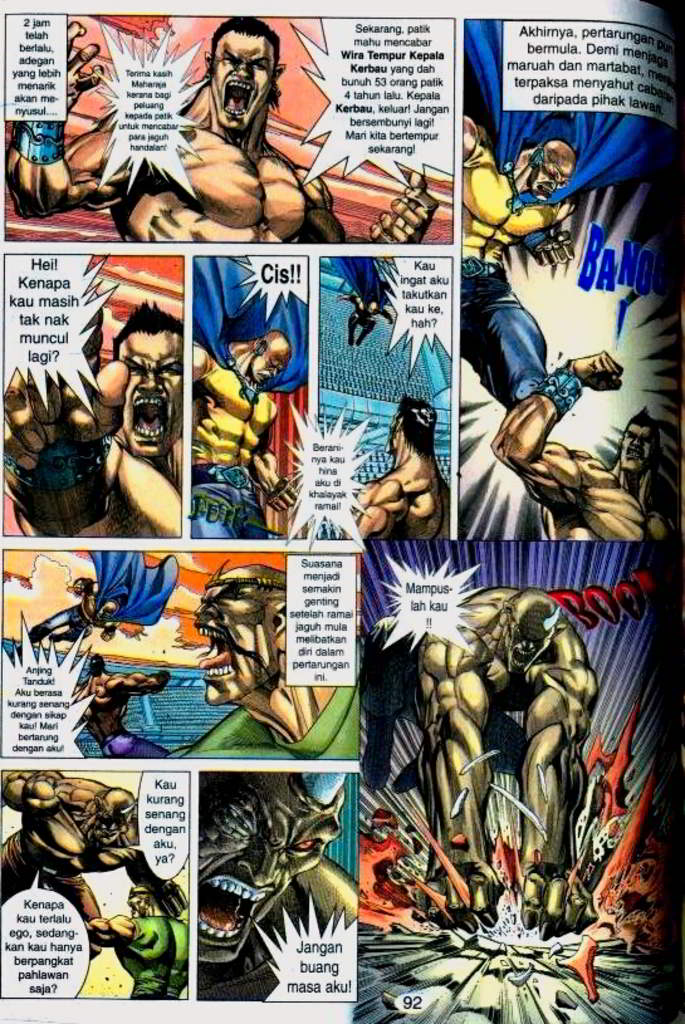 2 jam
telah
berlalu,
adegan
yang lebih
menarik
akan me-
nyusul....
Terima kasih
Maharaja
kerana bagi
peluang
kepada patik
untuk mencabar
para jaguh
handalan!
Sekarang, patik
mahu mencabar
Wira Tempur Kepala
Kerbau yang dah
bunuh 53 orang patik
4 tahun lalu. Kepala
Kerbau, keluar! Jangan
bersembunyi lagi!
Mari kita bertempur
sekarang!
Akhirnya, pertarungan pun
bermula. Demi menjaga
maruah dan martabat,
terpaksa menyahut
daripada pihak lawan.
BANGG
!
Hei!
Kenapa
kau masih
tak nak
muncul
lagi?
Cis!!
Kau
ingat aku
takutkan
kau ke,
hah?
Berani-
nya kau
hina
aku di
khalayak
ramai!
Anjing
Tanduk!
Aku berasa
kurang senang
dengan sikap
kau! Mari
bertarung
dengan aku!
Suasana
menjadi
semakin
genting
setelah ramai
jaguh mula
melibatkan
diri dalam
pertarungan
ini.
Mampus-
lah kau
!!
Kau
kurang
senang
dengan
aku,
ya?
Kenapa
kau terlalu
ego, sedang-
kan kau hanya
berpangkat
pahlawan
saja?
Jangan
buang
masa aku!
92